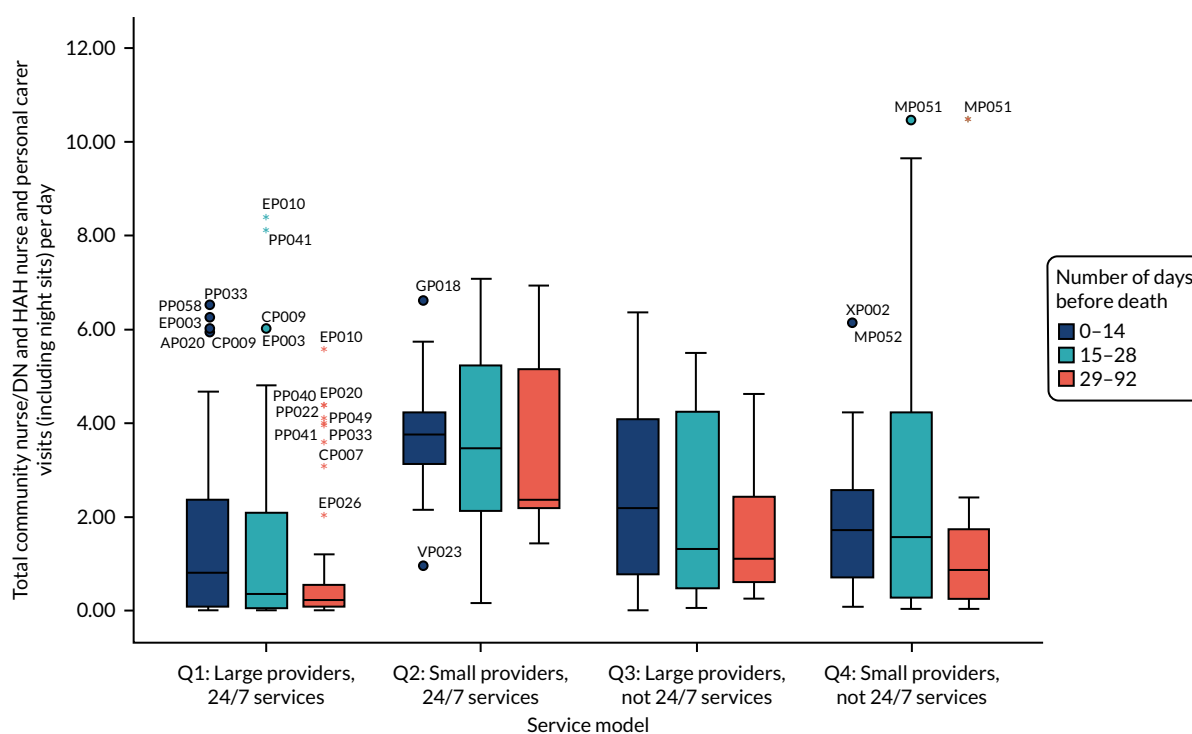 Total community nurse/DN and HAH nurse and personal carer
visits (including night sits) per day
12.00
10.00
8.00
6.00
4.00
2.00
0.00
EP010
PP041
PP033
PP058
EP003
AP020 CP009
CP009
EP003
EP010
PP040 EP020
PP022 PP049
PP041 PP033
CP007
EP026
GP018
VP023
MP051
MP051
XP002
MP052
Q1: Large providers,
24/7 services
Q2: Small providers,
24/7 services
Q3: Large providers,
not 24/7 services
Q4: Small providers,
not 24/7 services
Service model
Number of days
before death
0–14
15–28
29–92